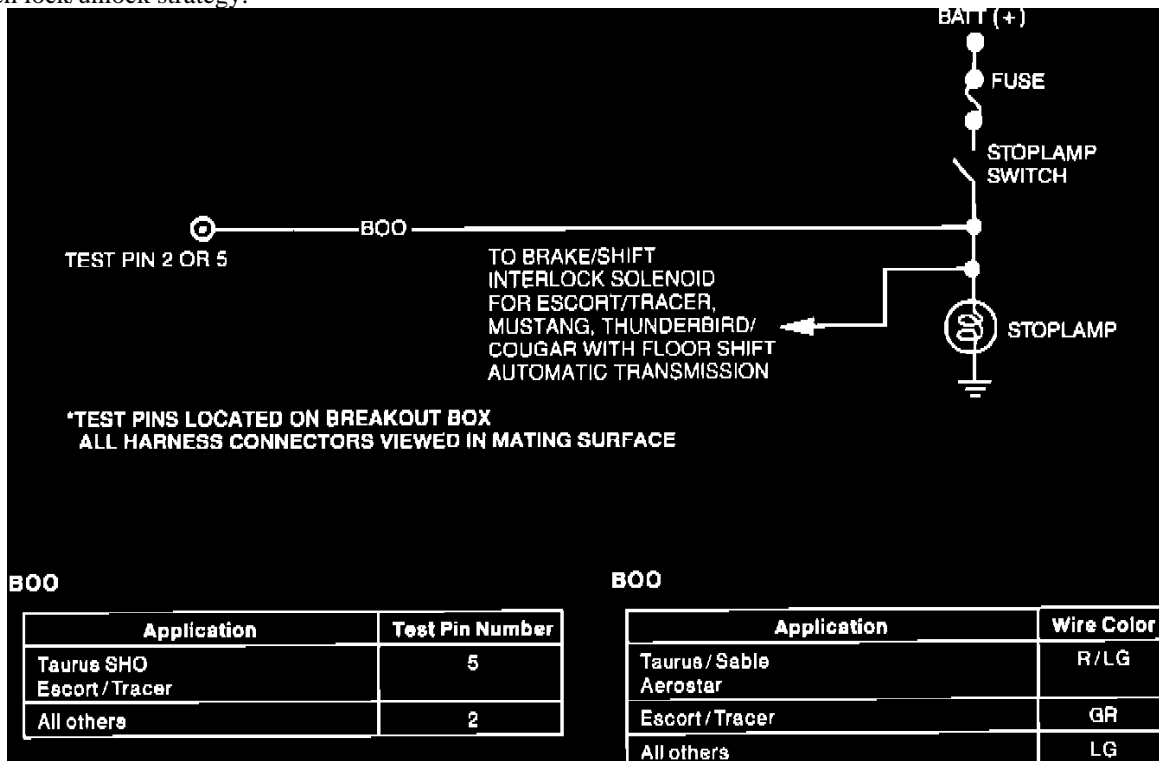 lock/unlock strategy.
BATT (+)
FUSE
STOPLAMP
SWITCH
BOO
TEST PIN 2 OR 5
TO BRAKE/SHIFT
INTERLOCK SOLENOID
FOR ESCORT/TRACER,
MUSTANG, THUNDERBIRD/
COUGAR WITH FLOOR SHIFT
AUTOMATIC TRANSMISSION
STOPLAMP
*TEST PINS LOCATED ON BREAKOUT BOX
ALL HARNESS CONNECTORS VIEWED IN MATING SURFACE
BOO
Application Test Pin Number
Taurus SHO 5
Escort/Tracer
All others 2
BOO
Application Wire Color
Taurus/Sable R/LG
Aerostar
Escort/Tracer GR
All others LG